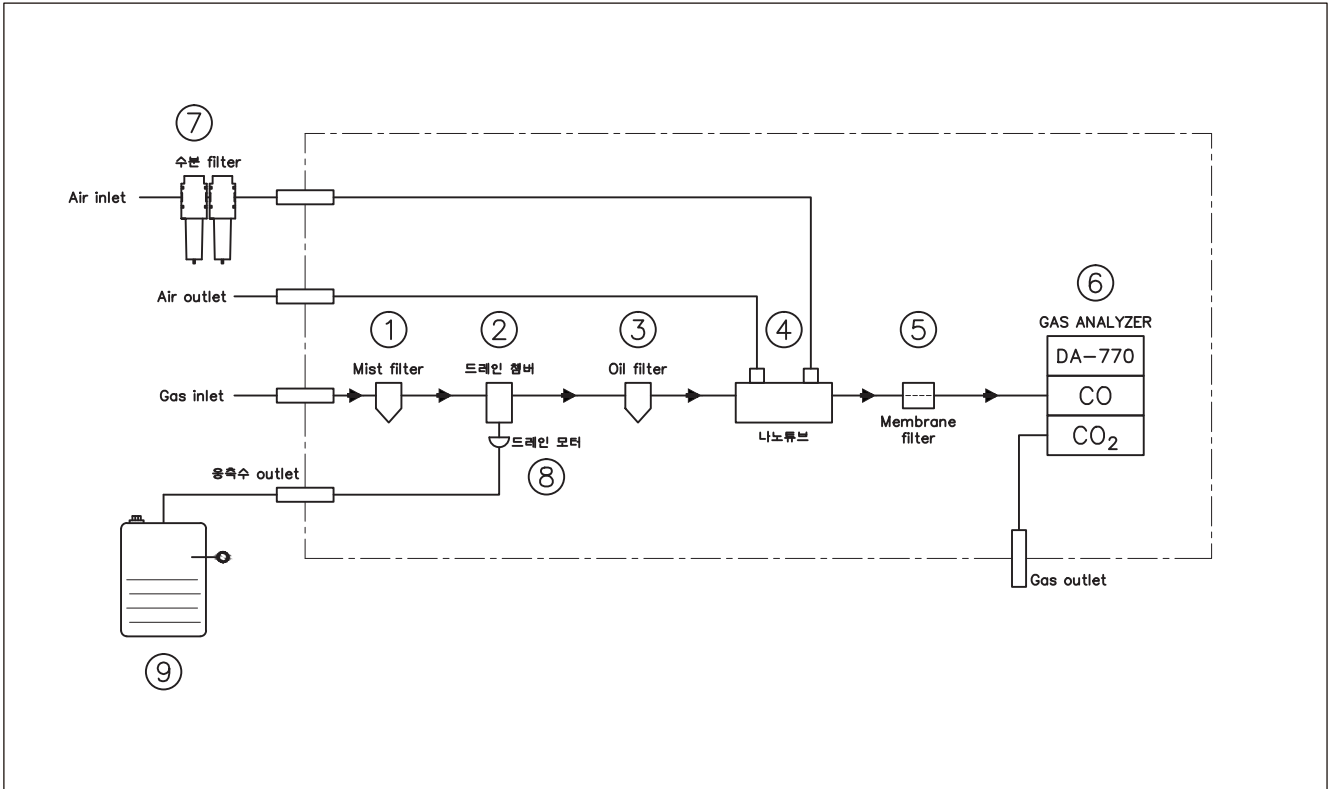 ⑦
수분 filter
Air inlet
Air outlet
⑥
GAS ANALYZER
DA-770
CO
CO₂
①
Mist filter
②
드레인 챔버
③
Oil filter
④
나노튜브
⑤
Membrane
filter
Gas inlet
드레인 모터
⑧
응축수 outlet
Gas outlet
⑨